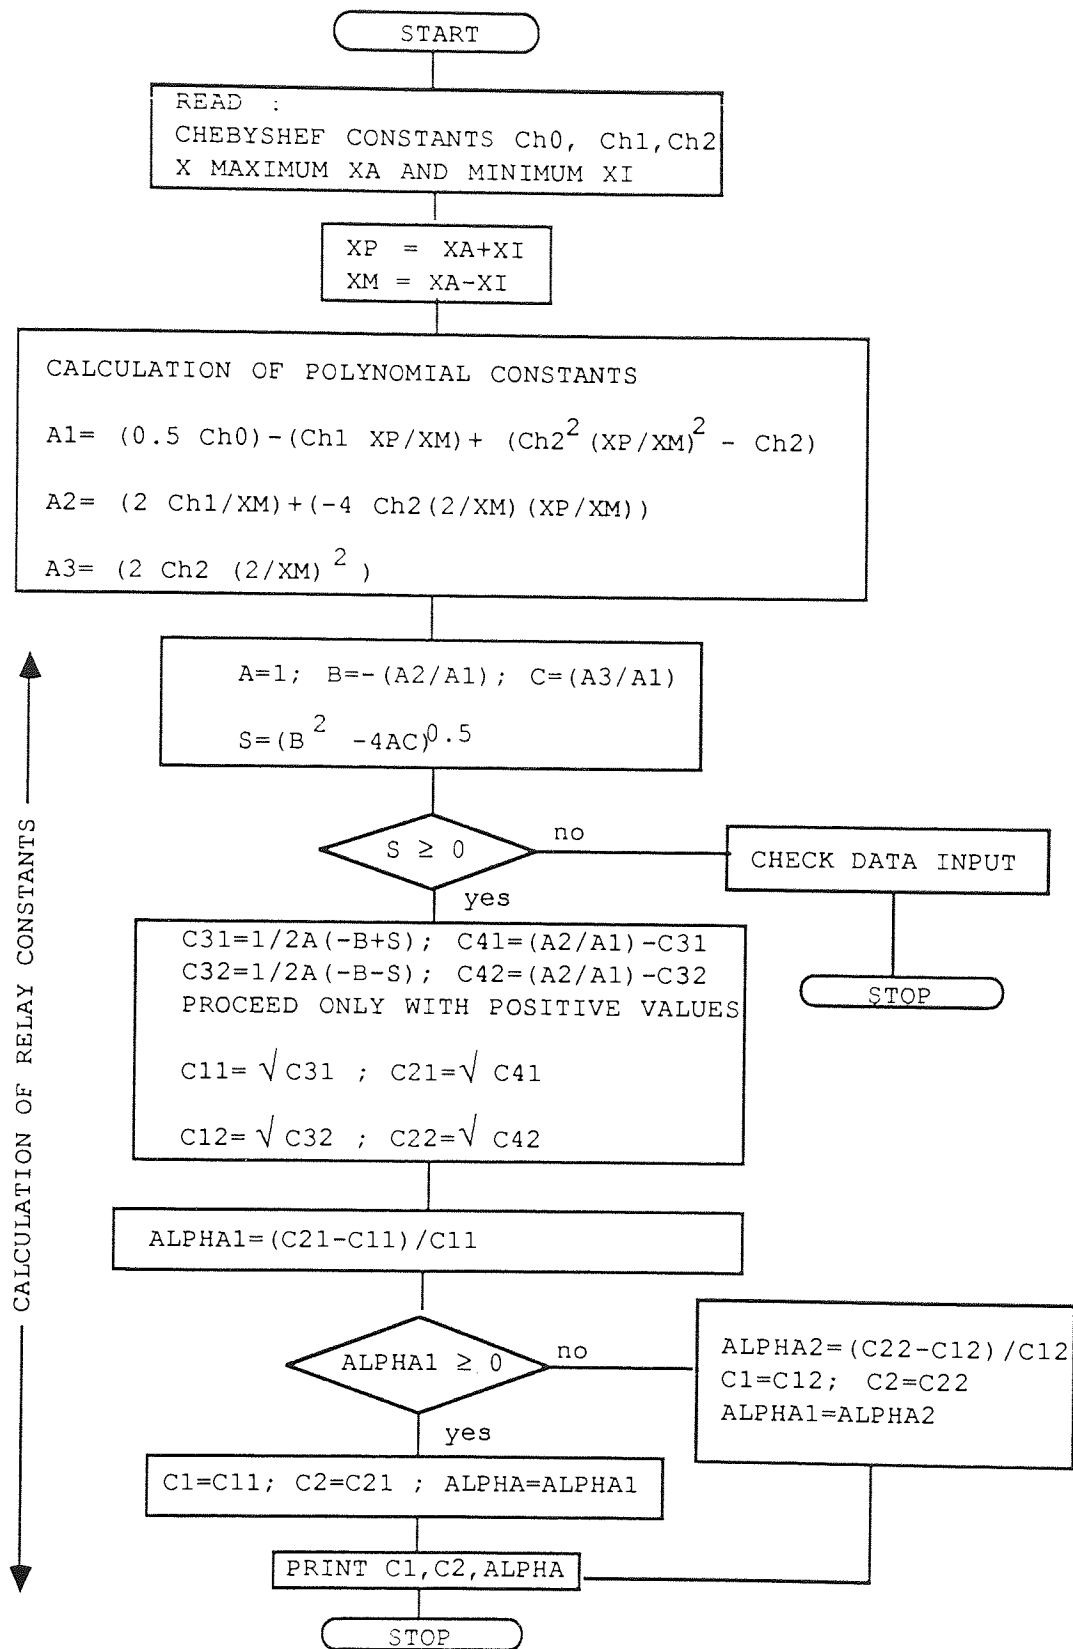 START
READ :
CHEBYSHEF CONSTANTS Ch0, Ch1,Ch2
X MAXIMUM XA AND MINIMUM XI
XP = XA+XI
XM = XA-XI
CALCULATION OF POLYNOMIAL CONSTANTS
A1= (0.5 Ch0)-(Ch1 XP/XM)+ (Ch2² (XP/XM)² - Ch2)
A2= (2 Ch1/XM)+(-4 Ch2(2/XM)(XP/XM))
A3= (2 Ch2 (2/XM)² )
CALCULATION OF RELAY CONSTANTS
A=1; B=-(A2/A1); C=(A3/A1)
S=(B² -4AC)^0.5
S ≥ 0
no
CHECK DATA INPUT
STOP
yes
C31=1/2A(-B+S); C41=(A2/A1)-C31
C32=1/2A(-B-S); C42=(A2/A1)-C32
PROCEED ONLY WITH POSITIVE VALUES
C11= √ C31 ; C21=√ C41
C12= √ C32 ; C22=√ C42
ALPHA1=(C21-C11)/C11
ALPHA1 ≥ 0
no
ALPHA2=(C22-C12)/C12
C1=C12; C2=C22
ALPHA1=ALPHA2
yes
C1=C11; C2=C21 ; ALPHA=ALPHA1
PRINT C1,C2,ALPHA
STOP